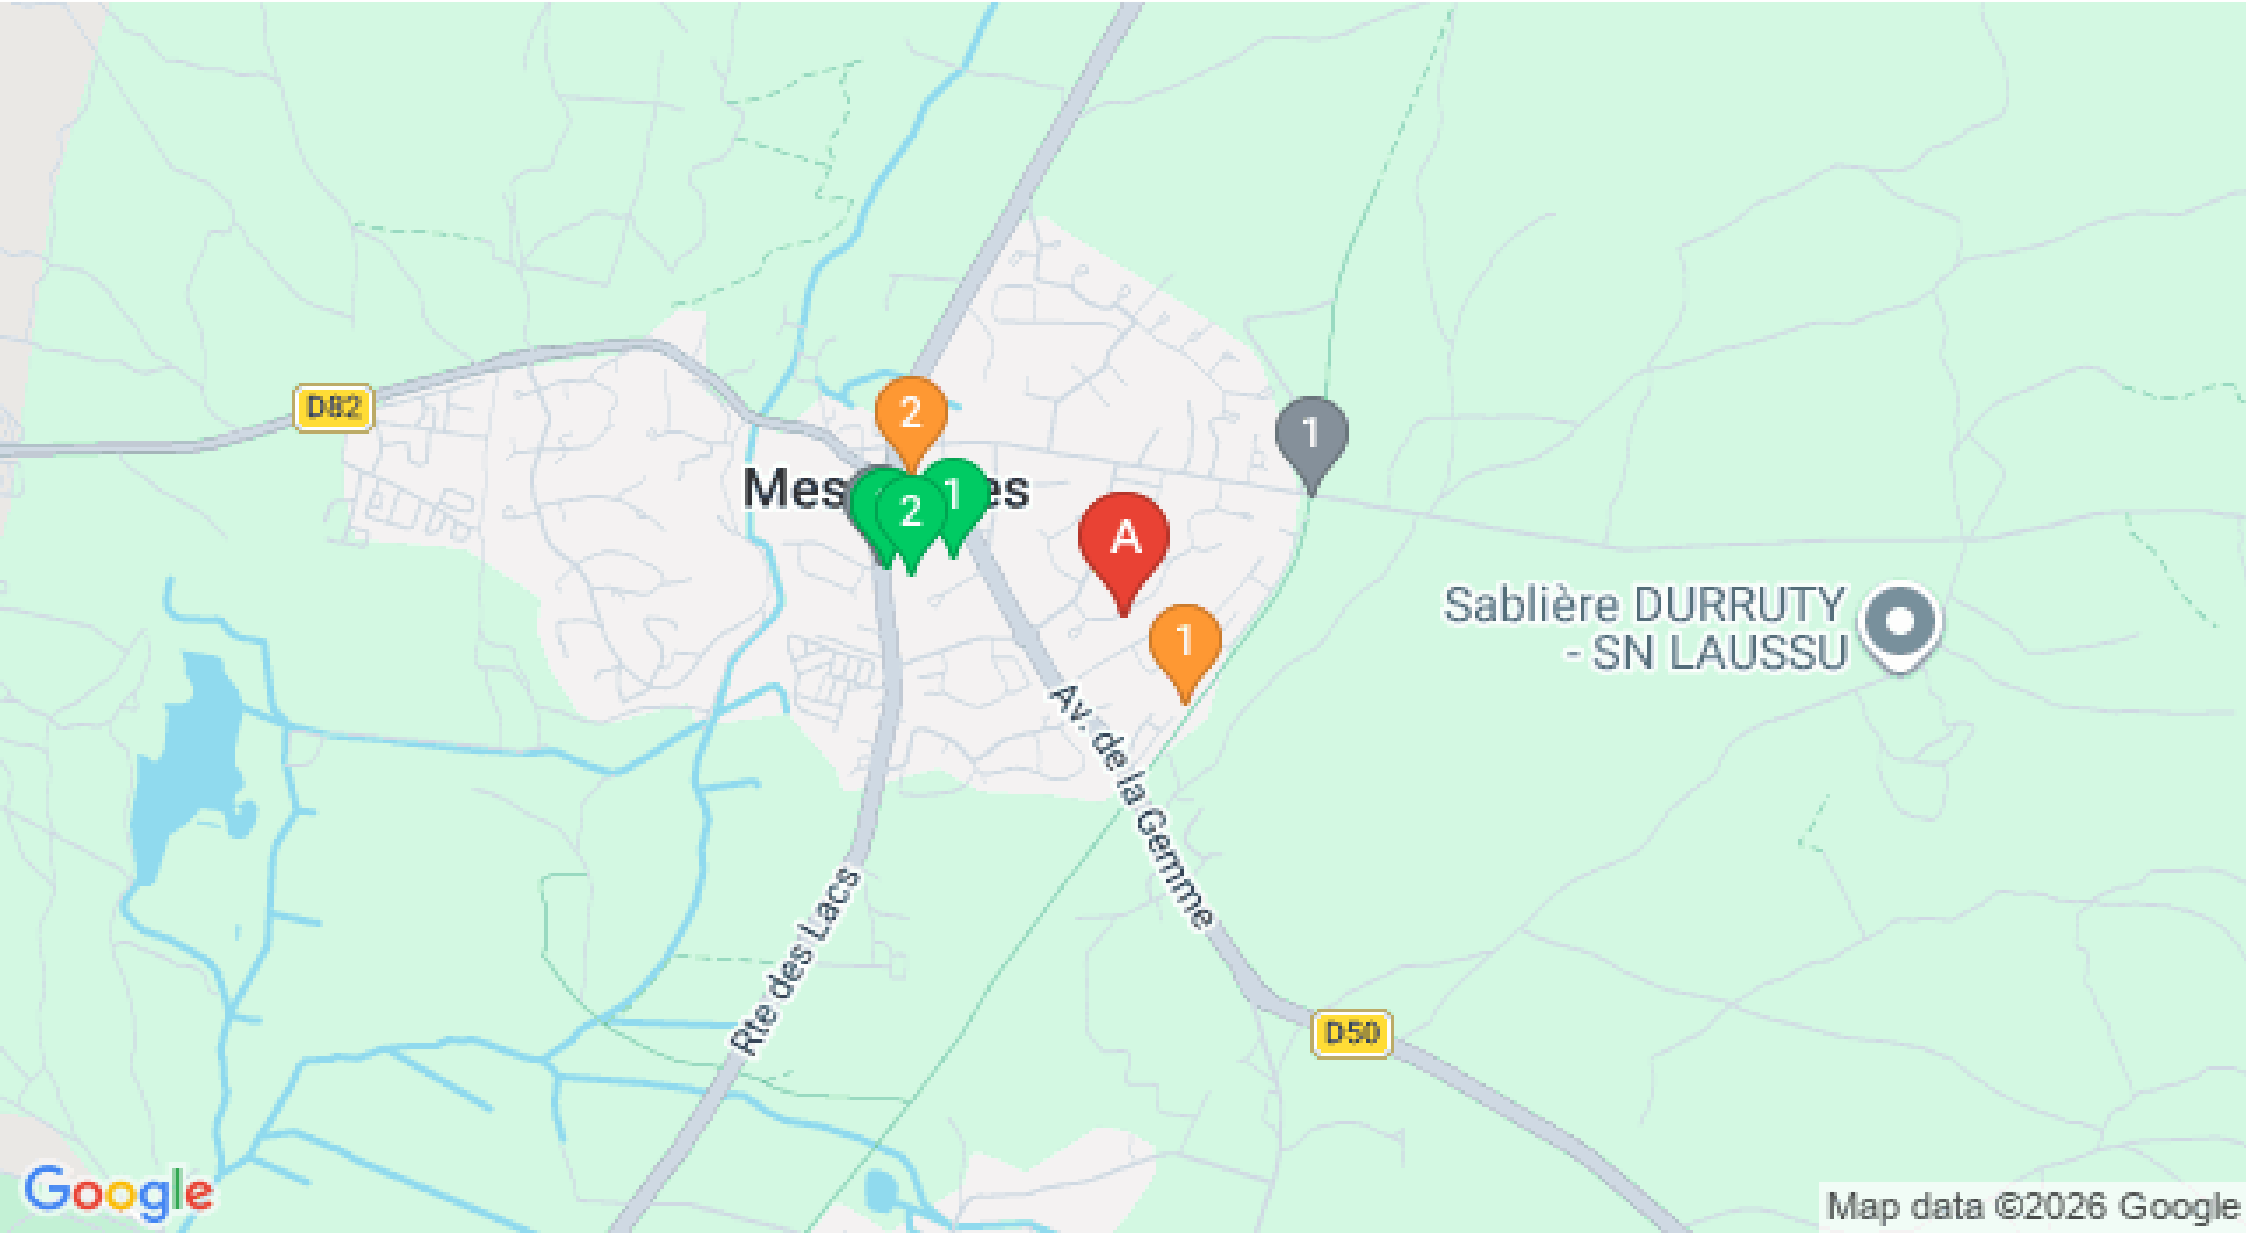 D82
2
1
Mes
es
1
2
1
A
1
Sablière DURRUTY
- SN LAUSSU
Av. de la Gemme
Rte des Lacs
D50
Google
Map data ©2026 Google